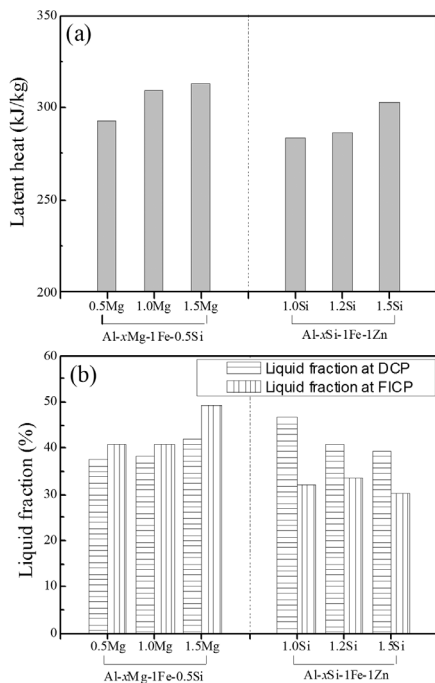 (a)
Latent heat (kJ/kg)
350
300
250
200
0.5Mg 1.0Mg 1.5Mg 1.0Si 1.2Si 1.5Si
Al-xMg-1Fe-0.5Si Al-xSi-1Fe-1Zn
(b)
Liquid fraction at DCP
Liquid fraction at FICP
Liquid fraction (%)
60
50
40
30
20
10
0
0.5Mg 1.0Mg 1.5Mg 1.0Si 1.2Si 1.5Si
Al-xMg-1Fe-0.5Si Al-xSi-1Fe-1Zn